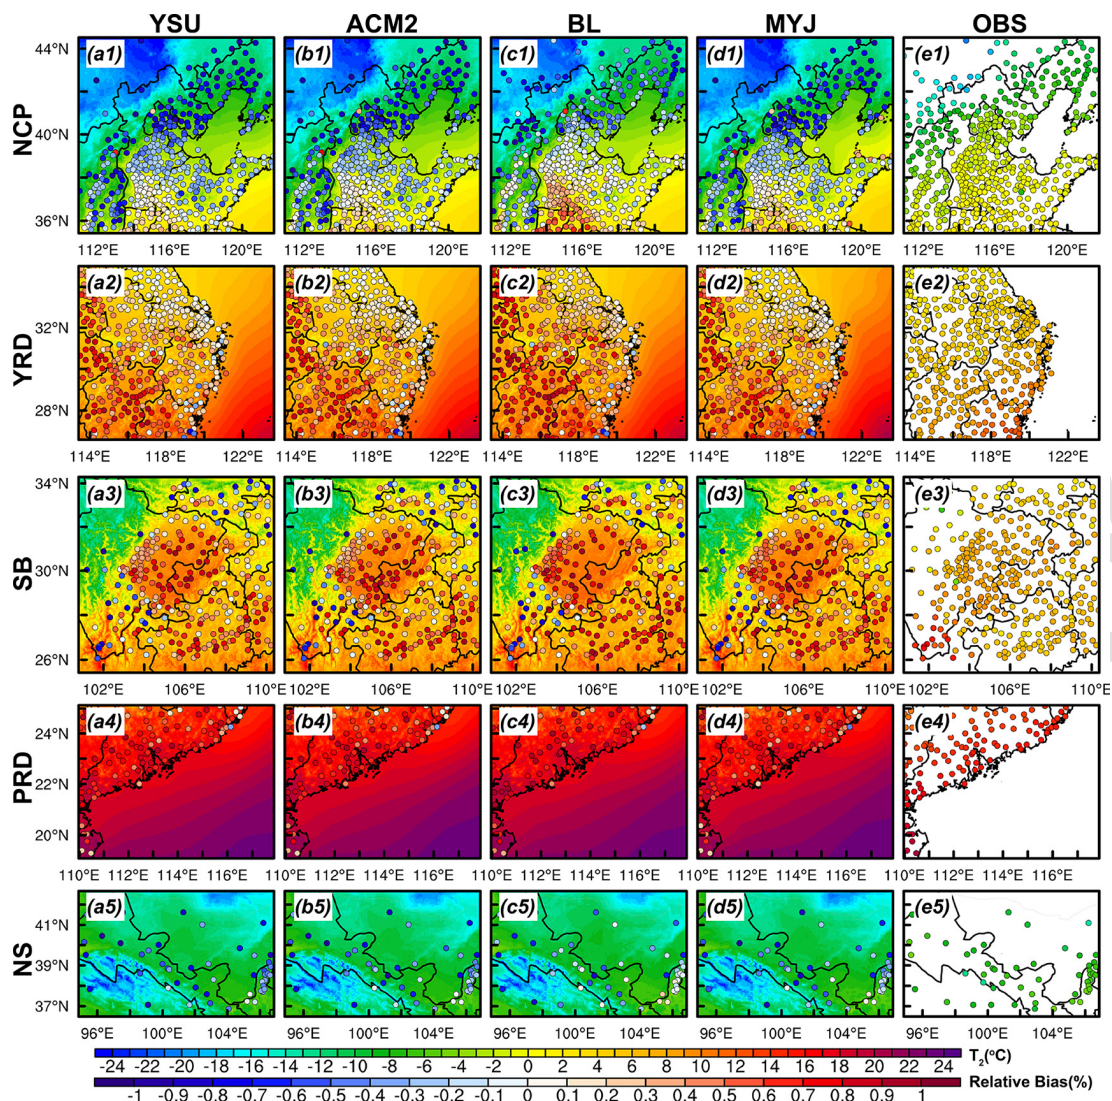 YSU ACM2 BL MYJ OBS
NCP
44°N
40°N
36°N
(a1) (b1) (c1) (d1) (e1)
112°E 116°E 120°E 112°E 116°E 120°E 112°E 116°E 120°E 112°E 116°E 120°E 112°E 116°E 120°E
YRD
32°N
28°N
(a2) (b2) (c2) (d2) (e2)
114°E 118°E 122°E 114°E 118°E 122°E 114°E 118°E 122°E 114°E 118°E 122°E 114°E 118°E 122°E
SB
34°N
30°N
26°N
(a3) (b3) (c3) (d3) (e3)
102°E 106°E 110°E 102°E 106°E 110°E 102°E 106°E 110°E 102°E 106°E 110°E 102°E 106°E 110°E
PRD
24°N
22°N
20°N
(a4) (b4) (c4) (d4) (e4)
110°E 112°E 114°E 116°E 110°E 112°E 114°E 116°E 110°E 112°E 114°E 116°E 110°E 112°E 114°E 116°E 110°E 112°E 114°E 116°E
NS
41°N
39°N
37°N
(a5) (b5) (c5) (d5) (e5)
96°E 100°E 104°E 96°E 100°E 104°E 96°E 100°E 104°E 96°E 100°E 104°E 96°E 100°E 104°E
-24 -22 -20 -18 -16 -14 -12 -10 -8 -6 -4 -2 0 2 4 6 8 10 12 14 16 18 20 22 24 T2(°C)
-1 -0.9 -0.8 -0.7 -0.6 -0.5 -0.4 -0.3 -0.2 -0.1 0 0.1 0.2 0.3 0.4 0.5 0.6 0.7 0.8 0.9 1 Relative Bias(%)